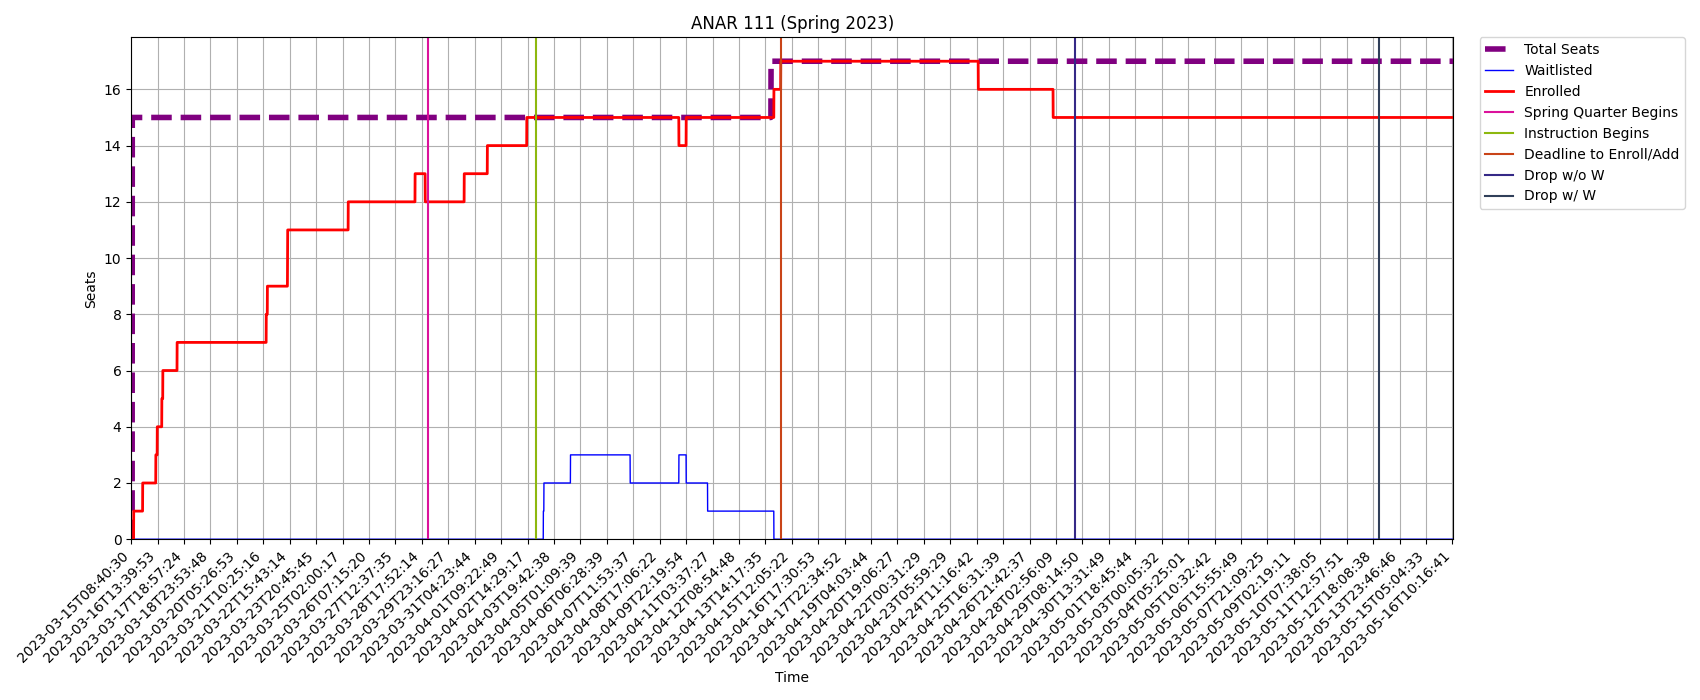 ANAR 111 (Spring 2023)
Total Seats
Waitlisted
Enrolled
Spring Quarter Begins
Instruction Begins
Deadline to Enroll/Add
Drop w/o W
Drop w/ W
Seats
16
14
12
10
8
6
4
2
0
2023-03-15T08:40:30
2023-03-16T13:39:53
2023-03-17T18:57:24
2023-03-18T23:53:48
2023-03-20T05:26:53
2023-03-21T10:25:16
2023-03-22T15:43:14
2023-03-23T20:45:45
2023-03-25T02:00:17
2023-03-26T07:15:20
2023-03-27T12:37:35
2023-03-28T17:52:14
2023-03-29T23:16:27
2023-03-31T04:23:44
2023-04-01T09:22:49
2023-04-02T14:29:17
2023-04-03T19:42:38
2023-04-05T01:09:39
2023-04-06T06:28:39
2023-04-07T11:53:37
2023-04-08T17:06:22
2023-04-09T22:19:54
2023-04-11T03:37:27
2023-04-12T08:54:48
2023-04-13T14:17:35
2023-04-15T12:05:22
2023-04-16T17:30:53
2023-04-17T22:34:52
2023-04-19T04:03:44
2023-04-20T19:06:27
2023-04-22T00:31:29
2023-04-23T05:59:29
2023-04-24T11:16:42
2023-04-25T16:31:39
2023-04-26T21:42:37
2023-04-28T02:56:09
2023-04-29T08:14:50
2023-04-30T13:31:49
2023-05-01T18:45:44
2023-05-03T00:05:32
2023-05-04T05:25:01
2023-05-05T10:32:42
2023-05-06T15:55:49
2023-05-07T21:09:25
2023-05-09T02:19:11
2023-05-10T07:38:05
2023-05-11T12:57:51
2023-05-12T18:08:38
2023-05-13T23:46:46
2023-05-15T05:04:33
2023-05-16T10:16:41
Time